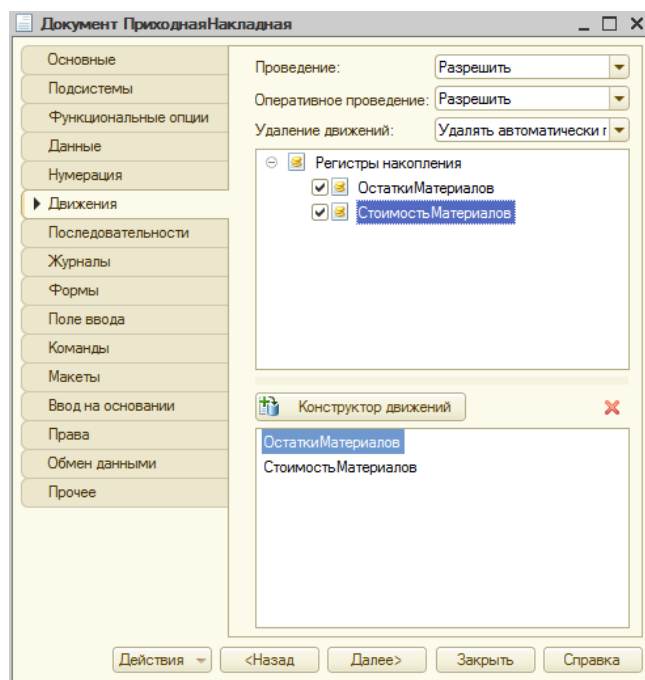 Документ ПриходнаяНакладная
Основные
Подсистемы
Функциональные опции
Данные
Нумерация
Движения
Последовательности
Журналы
Формы
Поле ввода
Команды
Макеты
Ввод на основании
Права
Обмен данными
Прочее
Проведение: Разрешить
Оперативное проведение: Разрешить
Удаление движений: Удалять автоматически г
Регистры накопления
ОстаткиМатериалов
СтоимостьМатериалов
Конструктор движений
ОстаткиМатериалов
СтоимостьМатериалов
Действия <Назад Далее> Закрыть Справка